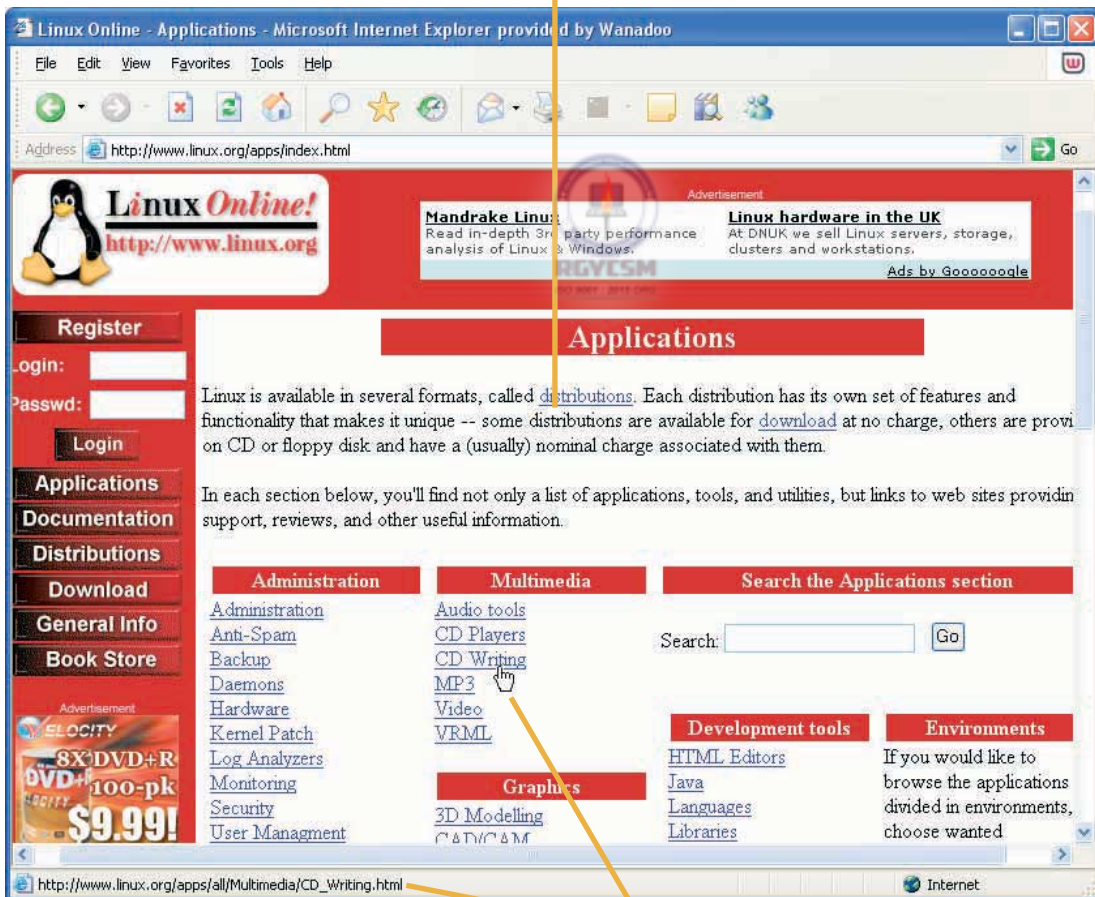 Linux Online - Applications - Microsoft Internet Explorer provided by Wanadoo
File Edit View Favorites Tools Help
Address http://www.linux.org/apps/index.html Go
Linux Online!
http://www.linux.org
Advertisement
Mandrake Linux
Read in-depth 3rd party performance
analysis of Linux & Windows.
Linux hardware in the UK
At DNUK we sell Linux servers, storage,
clusters and workstations.
Ads by Goooooogle
RGYCSM
Register
Login:
Passwd:
Login
Applications
Documentation
Distributions
Download
General Info
Book Store
Advertisement
VELOCITY
8X DVD+R
DVD+R
100-pk
$9.99!
Applications
Linux is available in several formats, called distributions. Each distribution has its own set of features and
functionality that makes it unique -- some distributions are available for download at no charge, others are provi
on CD or floppy disk and have a (usually) nominal charge associated with them.
In each section below, you'll find not only a list of applications, tools, and utilities, but links to web sites providin
support, reviews, and other useful information.
Administration
Administration
Anti-Spam
Backup
Daemons
Hardware
Kernel Patch
Log Analyzers
Monitoring
Security
User Managment
Multimedia
Audio tools
CD Players
CD Writing
MP3
Video
VRML
Graphics
3D Modelling
CAD/CAM
Search the Applications section
Search: Go
Development tools
HTML Editors
Java
Languages
Libraries
Environments
If you would like to
browse the applications
divided in environments,
choose wanted
http://www.linux.org/apps/all/Multimedia/CD_Writing.html Internet